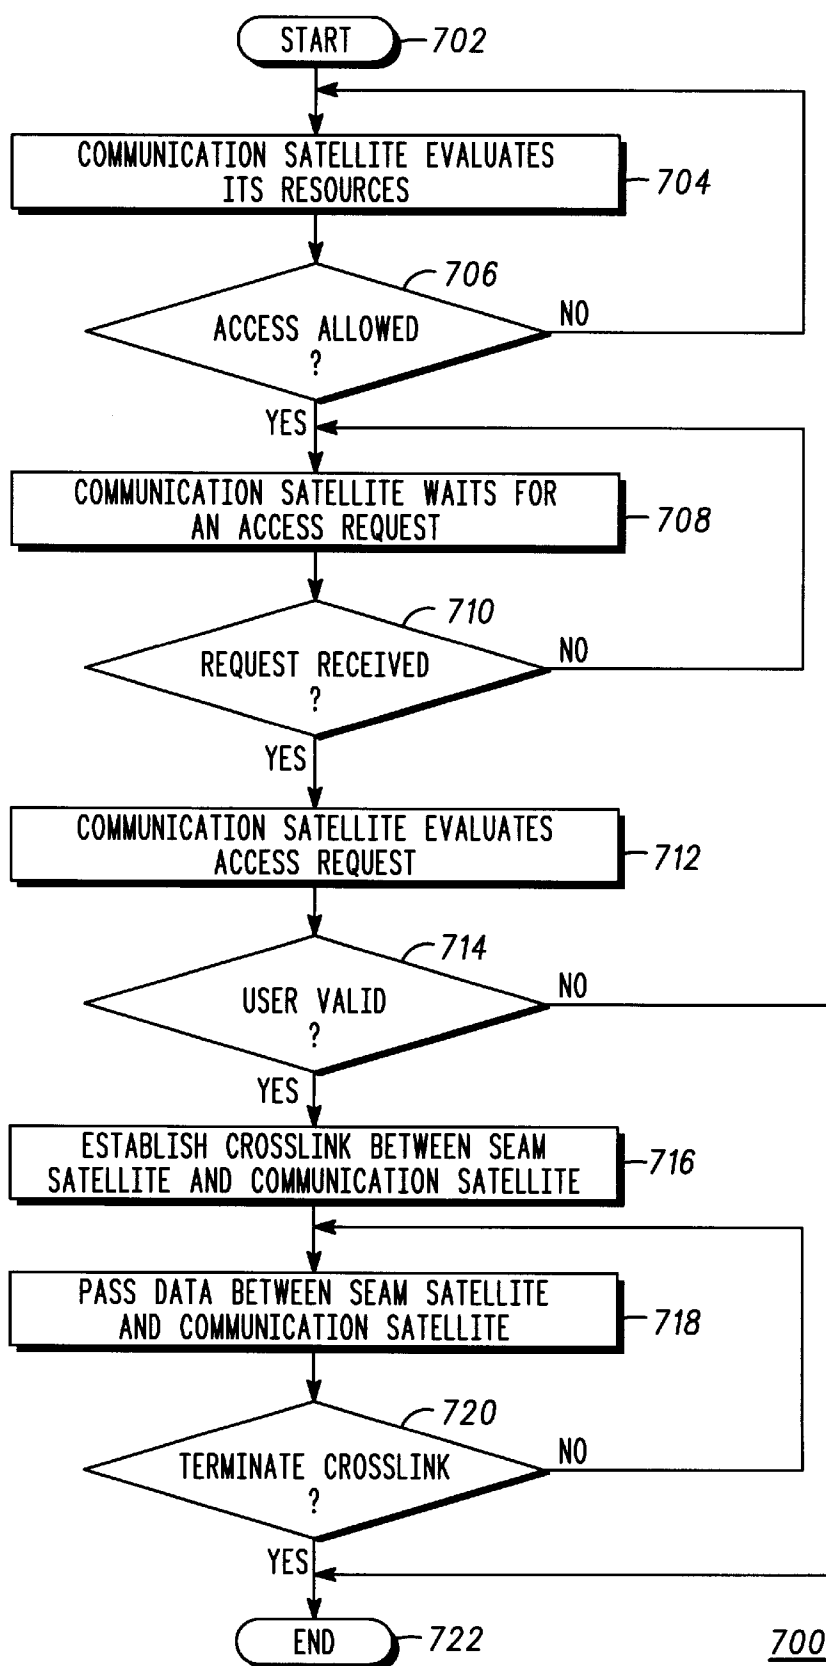 START
702
COMMUNICATION SATELLITE EVALUATES
ITS RESOURCES
704
706
ACCESS ALLOWED
?
NO
YES
COMMUNICATION SATELLITE WAITS FOR
AN ACCESS REQUEST
708
710
REQUEST RECEIVED
?
NO
YES
COMMUNICATION SATELLITE EVALUATES
ACCESS REQUEST
712
714
USER VALID
?
NO
YES
ESTABLISH CROSSLINK BETWEEN SEAM
SATELLITE AND COMMUNICATION SATELLITE
716
PASS DATA BETWEEN SEAM SATELLITE
AND COMMUNICATION SATELLITE
718
720
TERMINATE CROSSLINK
?
NO
YES
END
722
700